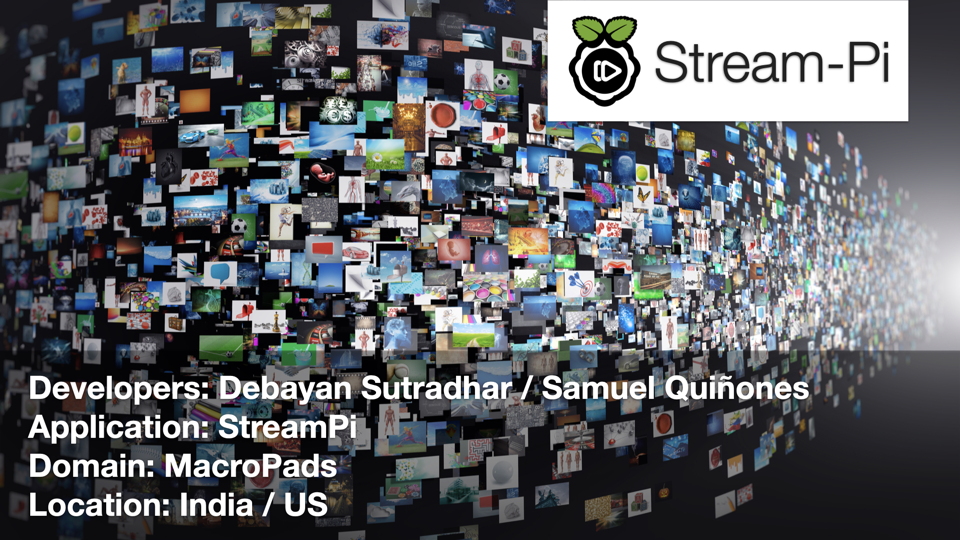 Stream-Pi
Developers: Debayan Sutradhar / Samuel Quiñones
Application: StreamPi
Domain: MacroPads
Location: India / US